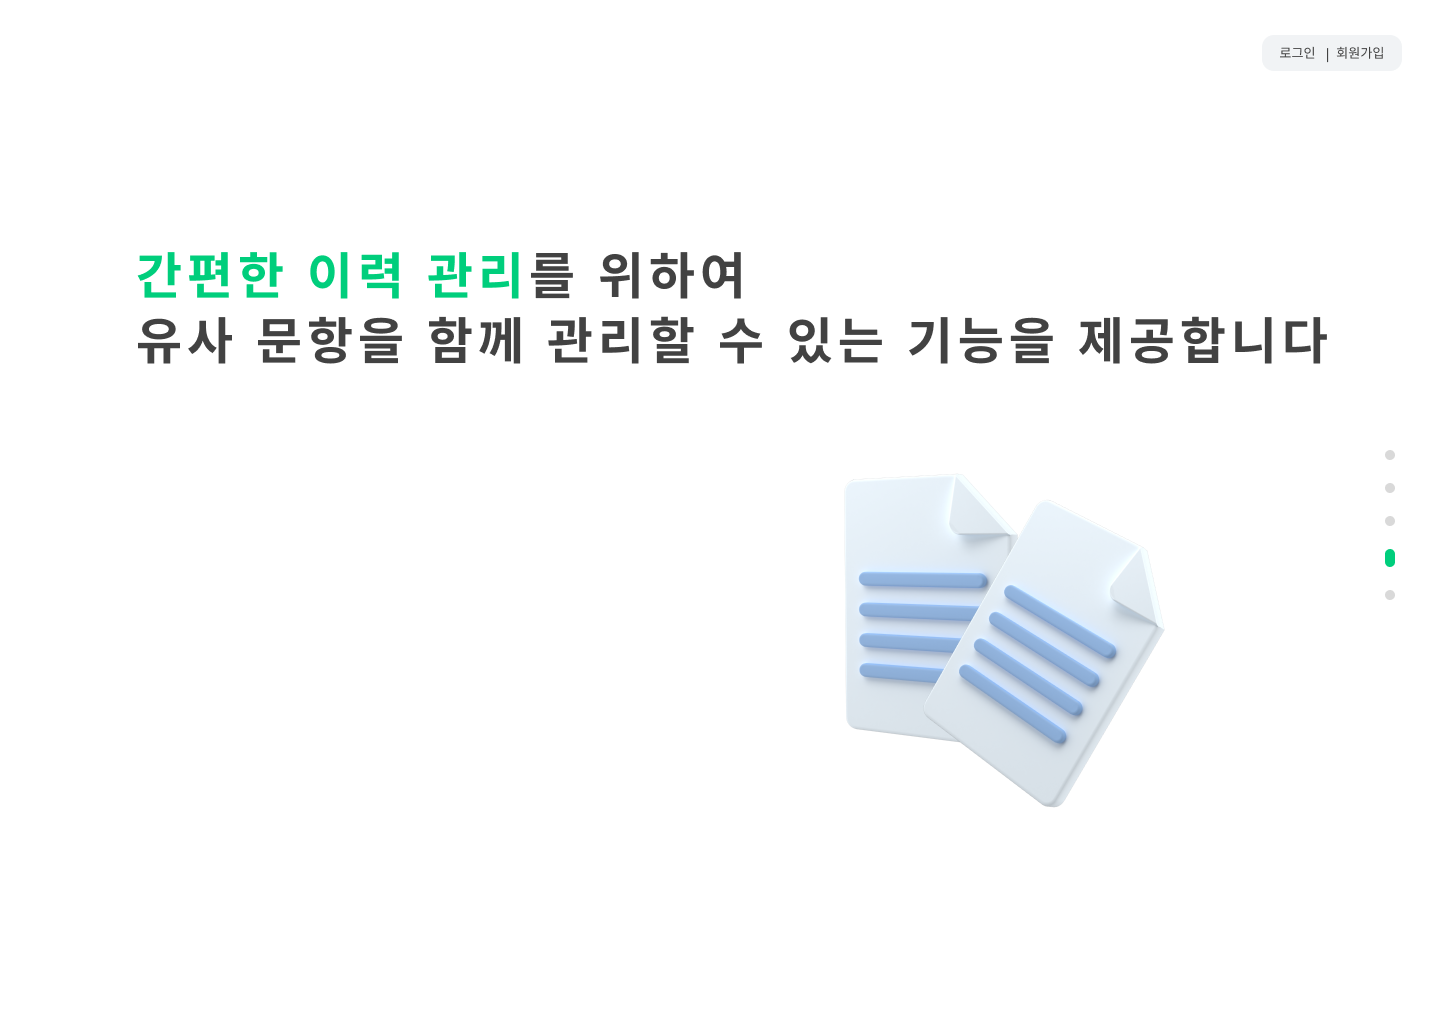 로그인 | 회원가입
간편한 이력 관리를 위하여
유사 문항을 함께 관리할 수 있는 기능을 제공합니다